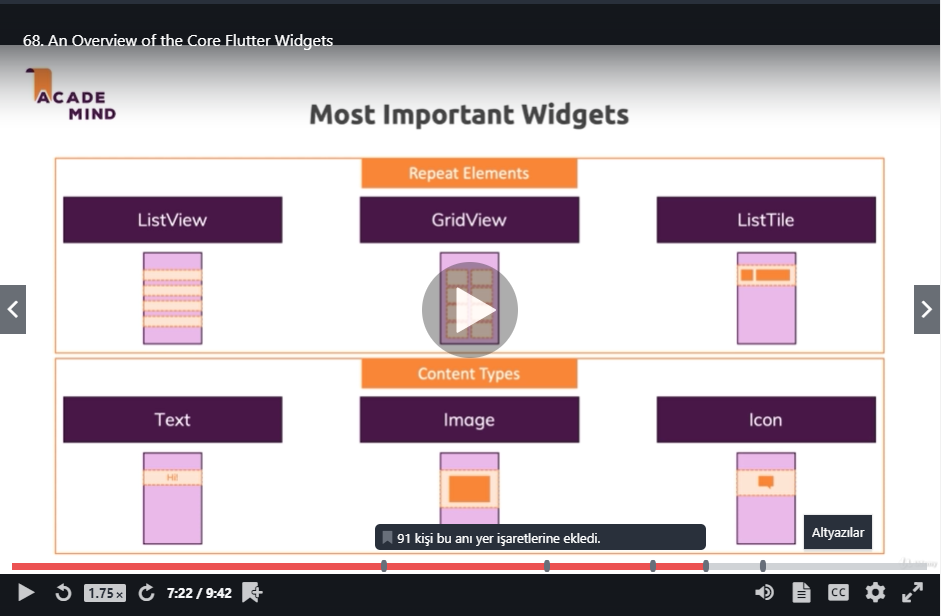 68. An Overview of the Core Flutter Widgets
ACADE
MIND
Most Important Widgets
Repeat Elements
ListView
GridView
ListTile
Content Types
Text
Image
Icon
Hi!
91 kişi bu anı yer işaretlerine ekledi.
Altyazılar
1.75x
7:22 / 9:42
CC